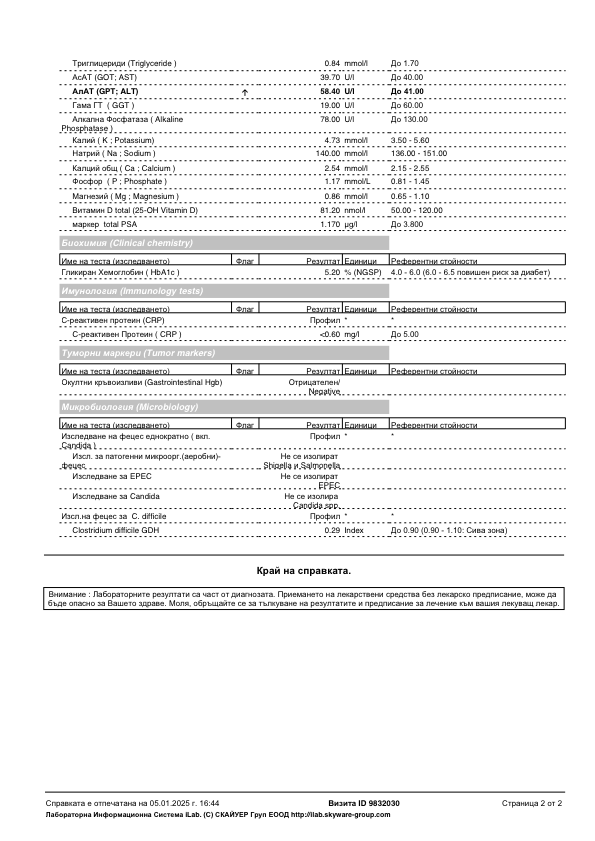 Триглицериди (Triglyceride ) 0.84 mmol/l До 1.70
АсАТ (GOT; AST) 39.70 U/l До 40.00
АлАТ (GPT; ALT) ↑ 58.40 U/l До 41.00
Гама ГТ ( GGT ) 19.00 U/l До 60.00
Алкална Фосфатаза ( Alkaline 78.00 U/l До 130.00
Phosphatase )
Калий ( K ; Potassium) 4.73 mmol/l 3.50 - 5.60
Натрий ( Na ; Sodium ) 140.00 mmol/l 136.00 - 151.00
Калций общ ( Ca ; Calcium ) 2.54 mmol/l 2.15 - 2.55
Фосфор ( P ; Phosphate ) 1.17 mmol/L 0.81 - 1.45
Магнезий ( Mg ; Magnesium ) 0.86 mmol/l 0.65 - 1.10
Витамин D total (25-OH Vitamin D) 81.20 nmol/l 50.00 - 120.00
маркер total PSA 1.170 µg/l До 3.800
Биохимия (Clinical chemistry)
Име на теста (изследването) Флаг Резултат Единици Референтни стойности
Гликиран Хемоглобин ( HbA1c ) 5.20 % (NGSP) 4.0 - 6.0 (6.0 - 6.5 повишен риск за диабет)
Имунология (Immunology tests)
Име на теста (изследването) Флаг Резултат Единици Референтни стойности
С-реактивен протеин (CRP) Профил * *
С-реактивен Протеин ( CRP ) <0.60 mg/l До 5.00
Туморни маркери (Tumor markers)
Име на теста (изследването) Флаг Резултат Единици Референтни стойности
Окултни кръвоизливи (Gastrointestinal Hgb) Отрицателен/
Negative
Микробиология (Microbiology)
Име на теста (изследването) Флаг Резултат Единици Референтни стойности
Изследване на фецес еднократно ( вкл. Профил * *
Candida )
Изсл. за патогенни микроорг.(аеробни)- Не се изолират
фецес Shigella и Salmonella
Изследване за EPEC Не се изолират
EPEC
Изследване за Candida Не се изолира
Candida spp.
Изсл.на фецес за C. difficile Профил * *
Clostridium difficile GDH 0.29 Index До 0.90 (0.90 - 1.10: Сива зона)
Край на справката.
Внимание : Лабораторните резултати са част от диагнозата. Приемането на лекарствени средства без лекарско предписание, може да
бъде опасно за Вашето здраве. Моля, обръщайте се за тълкуване на резултатите и предписание за лечение към вашия лекуващ лекар.
Справката е отпечатана на 05.01.2025 г. 16:44 Визита ID 9832030 Страница 2 от 2
Лабораторна Информационна Система iLab. (C) СКАЙУЕР Груп ЕООД http://ilab.skyware-group.com